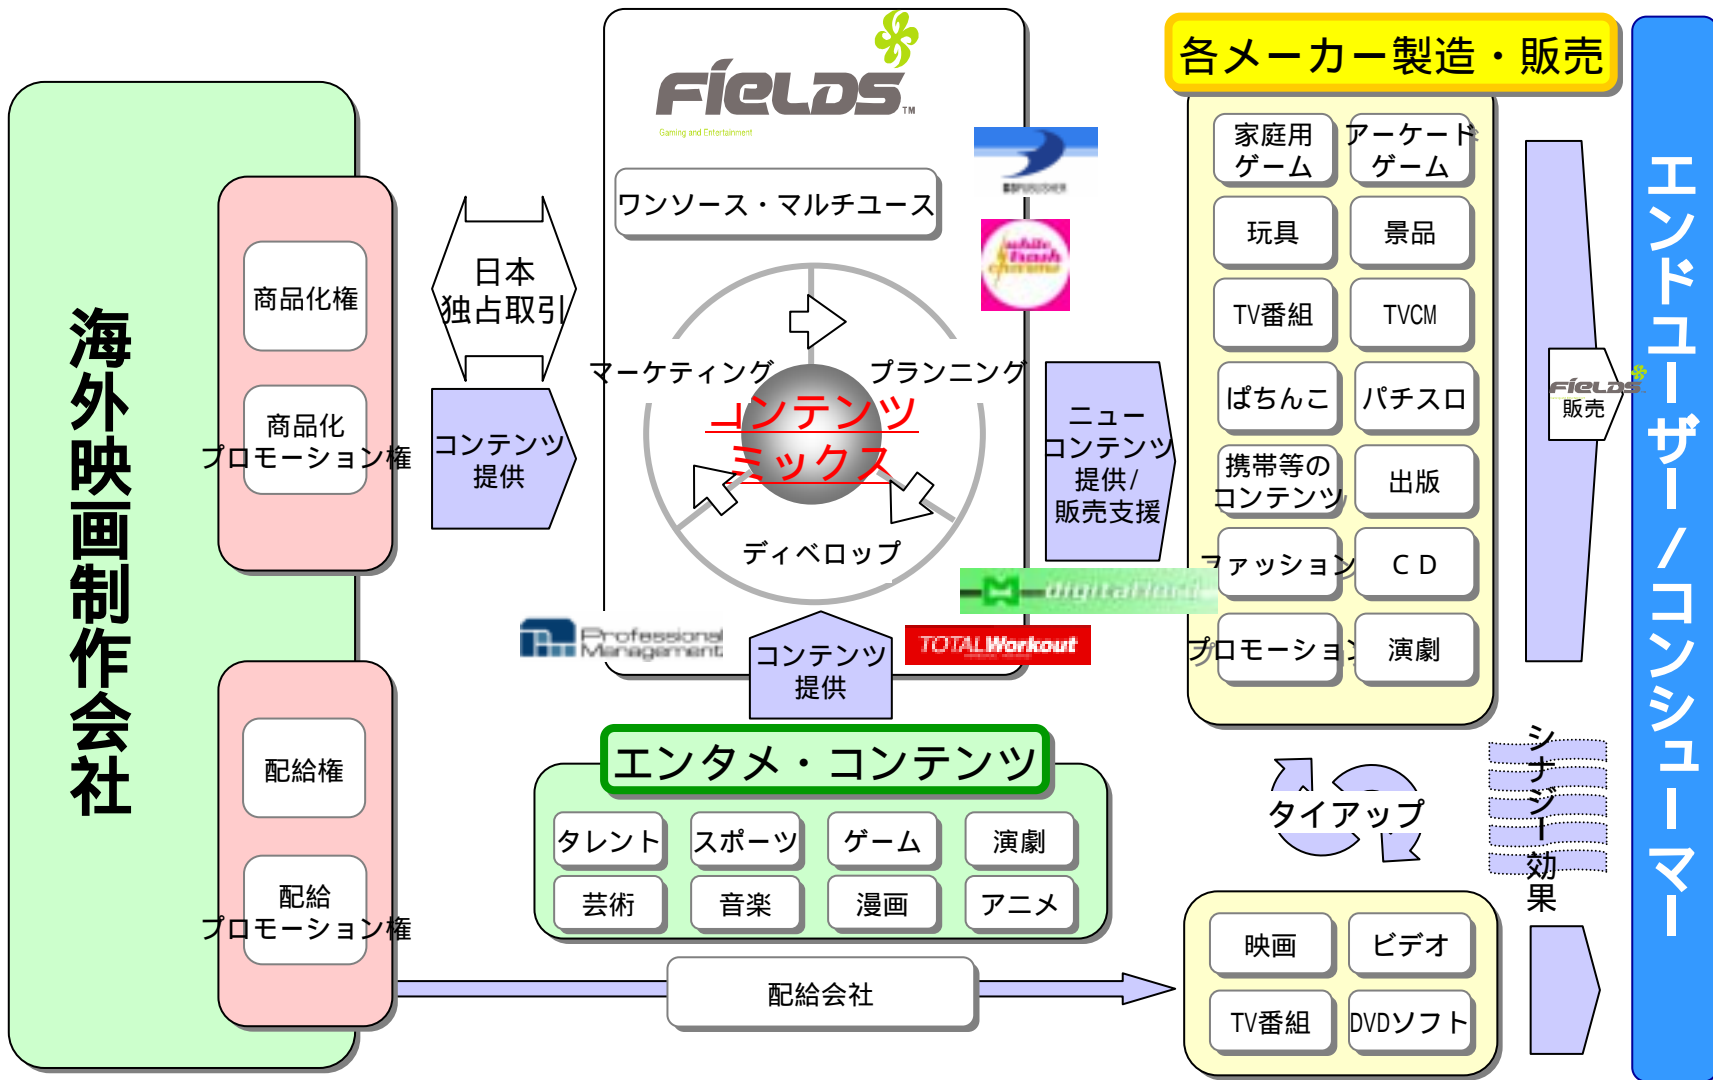 海外映画制作会社
商品化権
商品化
プロモーション権
配給権
配給
プロモーション権
日本
独占取引
コンテンツ
提供
FIELDS™
Gaming and Entertainment
ワンソース・マルチユース
マーケティング
プランニング
コンテンツ
ミックス
ディベロップ
D3PUBLISHER
white
trash
charms
Professional
Management
TOTAL Workout
コンテンツ
提供
エンタメ・コンテンツ
タレント
スポーツ
ゲーム
演劇
芸術
音楽
漫画
アニメ
配給会社
ニュー
コンテンツ
提供/
販売支援
各メーカー製造・販売
家庭用
ゲーム
アーケード
ゲーム
玩具
景品
TV番組
TVCM
ぱちんこ
パチスロ
携帯等の
コンテンツ
出版
ファッション
CD
プロモーション
演劇
タイアップ
シナジー効果
映画
ビデオ
TV番組
DVDソフト
FIELDS
販売
エンドユーザー/コンシューマー